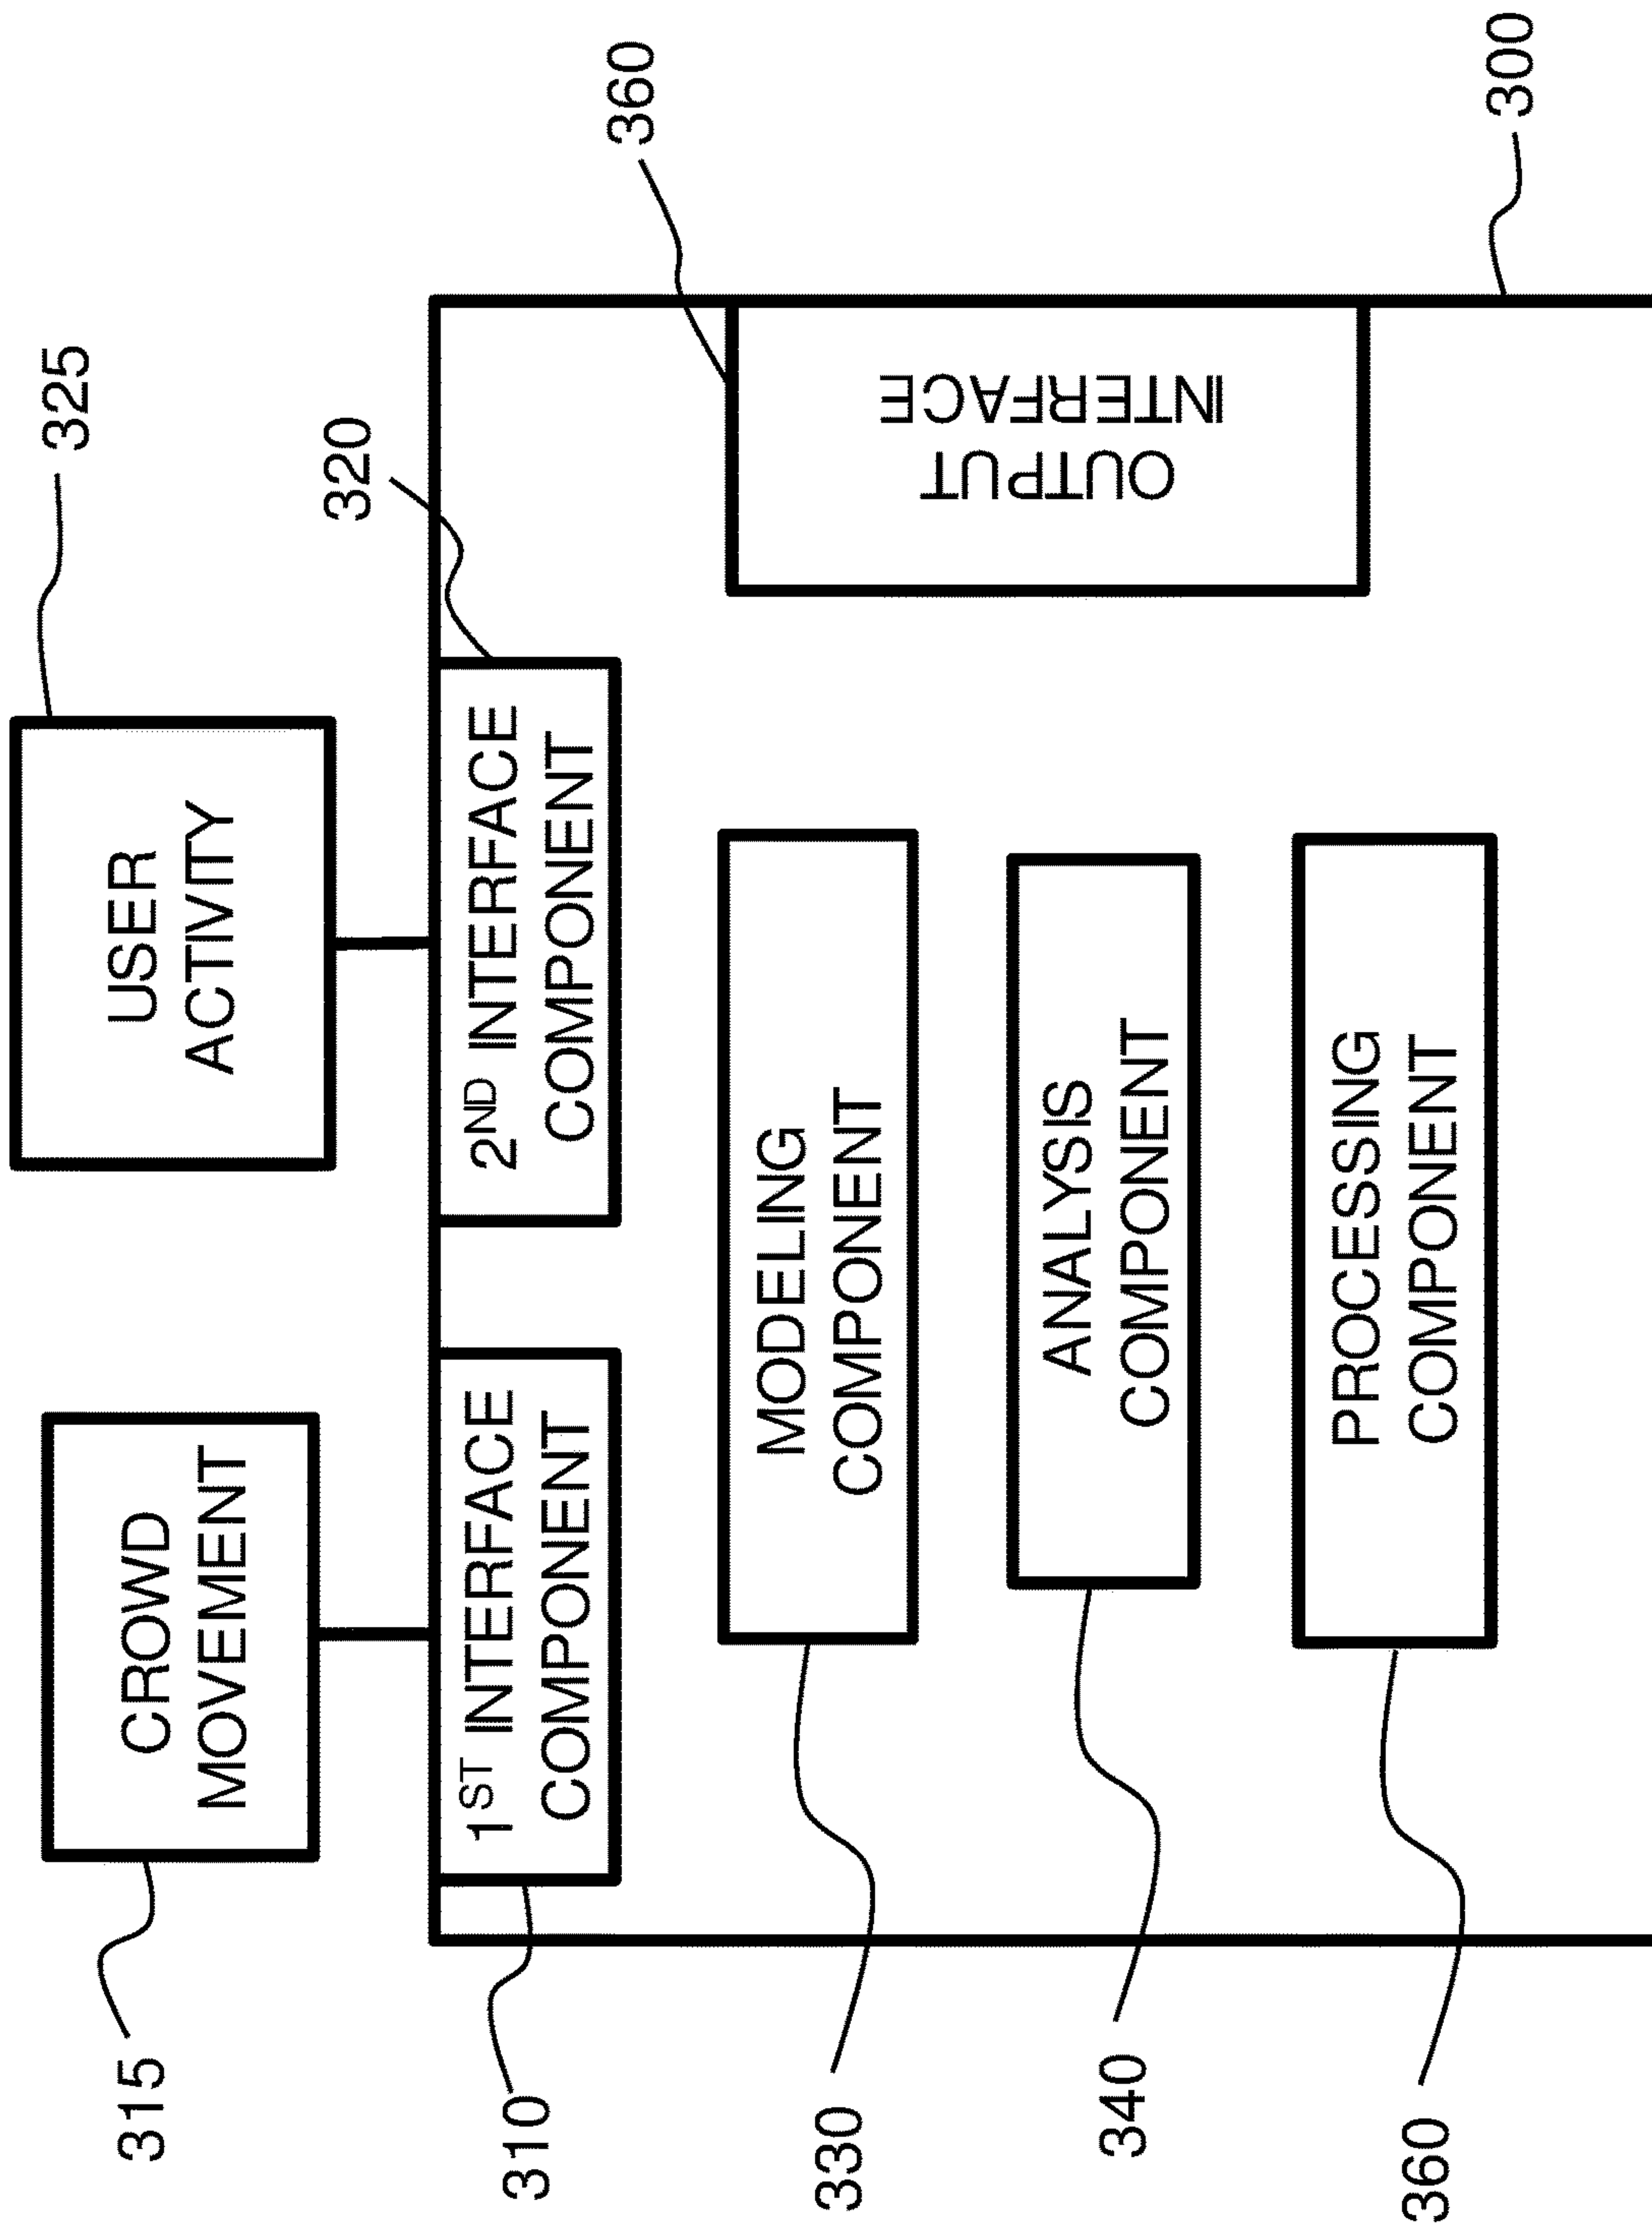 315
CROWD
MOVEMENT
USER
ACTIVITY
325
310
1ST INTERFACE
COMPONENT
2ND INTERFACE
COMPONENT
320
330
MODELING
COMPONENT
OUTPUT
INTERFACE
360
340
ANALYSIS
COMPONENT
360
PROCESSING
COMPONENT
300